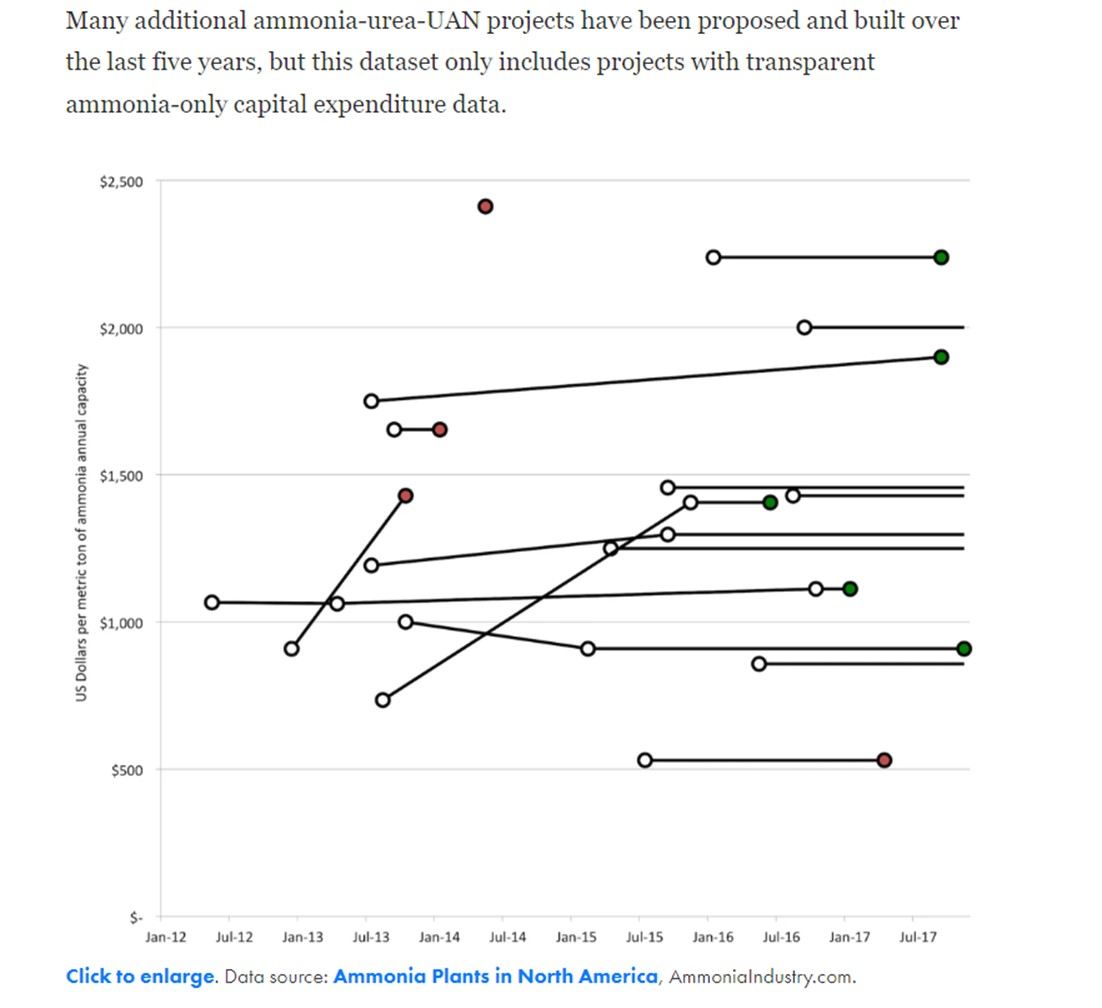 Many additional ammonia-urea-UAN projects have been proposed and built over
the last five years, but this dataset only includes projects with transparent
ammonia-only capital expenditure data.
US Dollars per metric ton of ammonia annual capacity
$2,500
$2,000
$1,500
$1,000
$500
$-
Jan-12 Jul-12 Jan-13 Jul-13 Jan-14 Jul-14 Jan-15 Jul-15 Jan-16 Jul-16 Jan-17 Jul-17
Click to enlarge. Data source: Ammonia Plants in North America, AmmoniaIndustry.com.